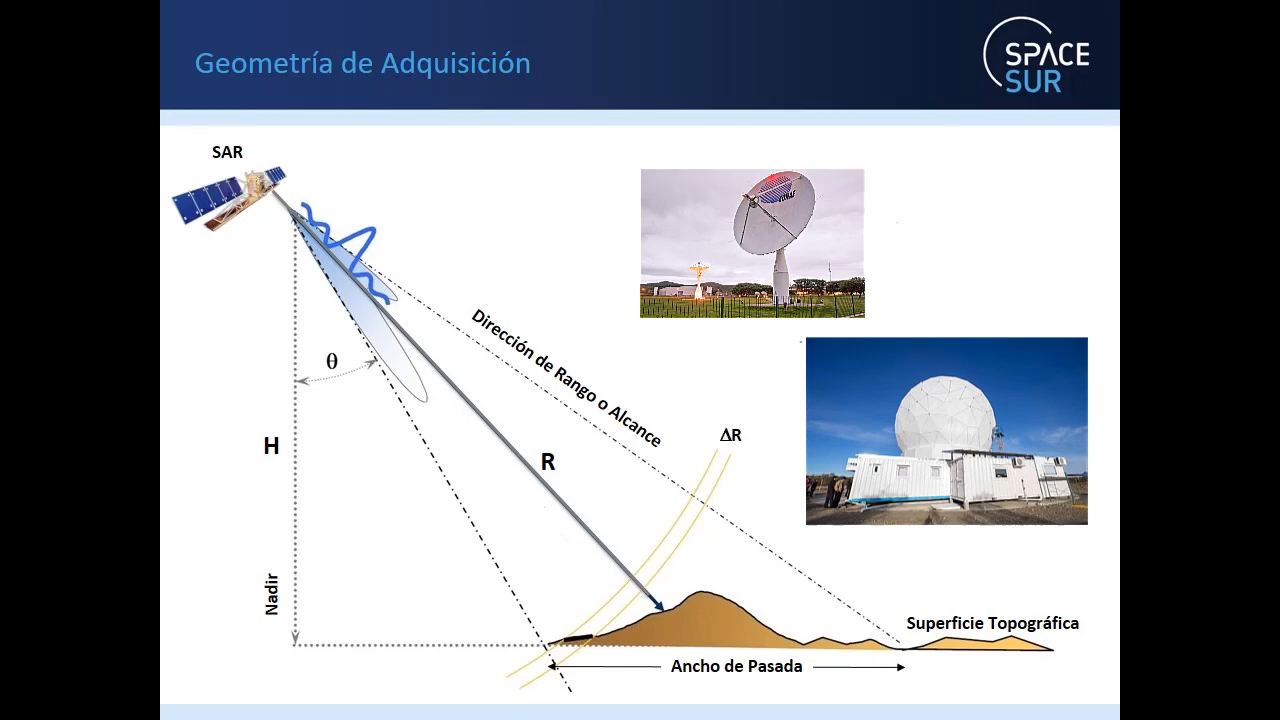 Geometría de Adquisición
SPACE
SUR
SAR
Dirección de Rango o Alcance
θ
H
R
ΔR
Nadir
Superficie Topográfica
Ancho de Pasada